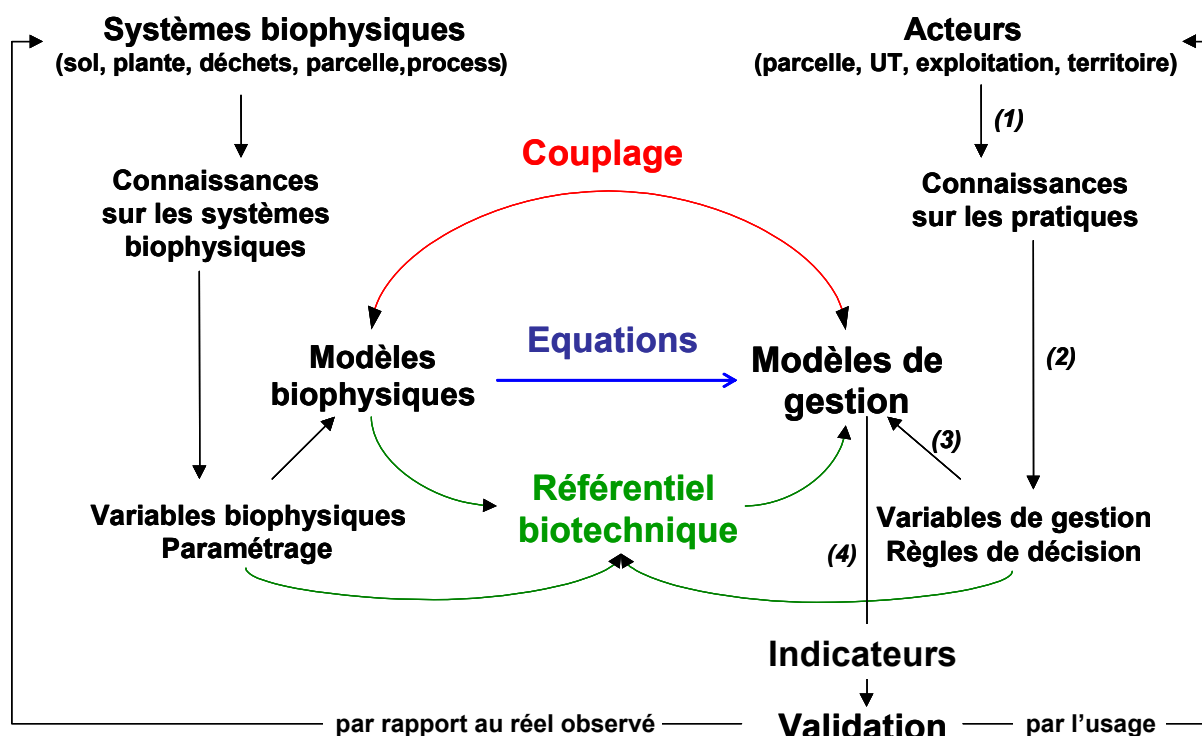 Systèmes biophysiques
(sol, plante, déchets, parcelle,process)
Acteurs
(parcelle, UT, exploitation, territoire)
(1)
Couplage
Connaissances
sur les systèmes
biophysiques
Connaissances
sur les pratiques
Equations
Modèles
biophysiques
Modèles de
gestion
(2)
(3)
Référentiel
biotechnique
Variables biophysiques
Paramétrage
Variables de gestion
Règles de décision
(4)
Indicateurs
par rapport au réel observé
Validation
par l’usage